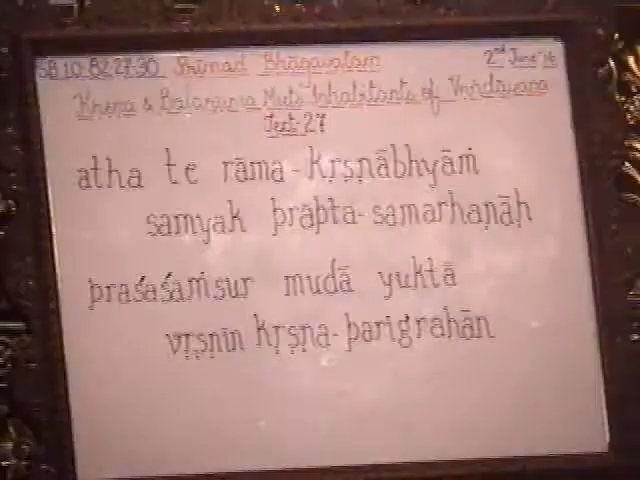 SB 10.82.27-30 Śrīmad Bhāgavatam 2nd June '16
Kṛṣṇa & Balarāma Meets Inhabitants of Vṛndāvana
Text-27
atha te rāma-kṛṣṇābhyāṁ
samyak prāpta-samarhaṇāḥ
praśaśaṁsur mudā yuktā
vṛṣṇīn kṛṣṇa-parigrahān